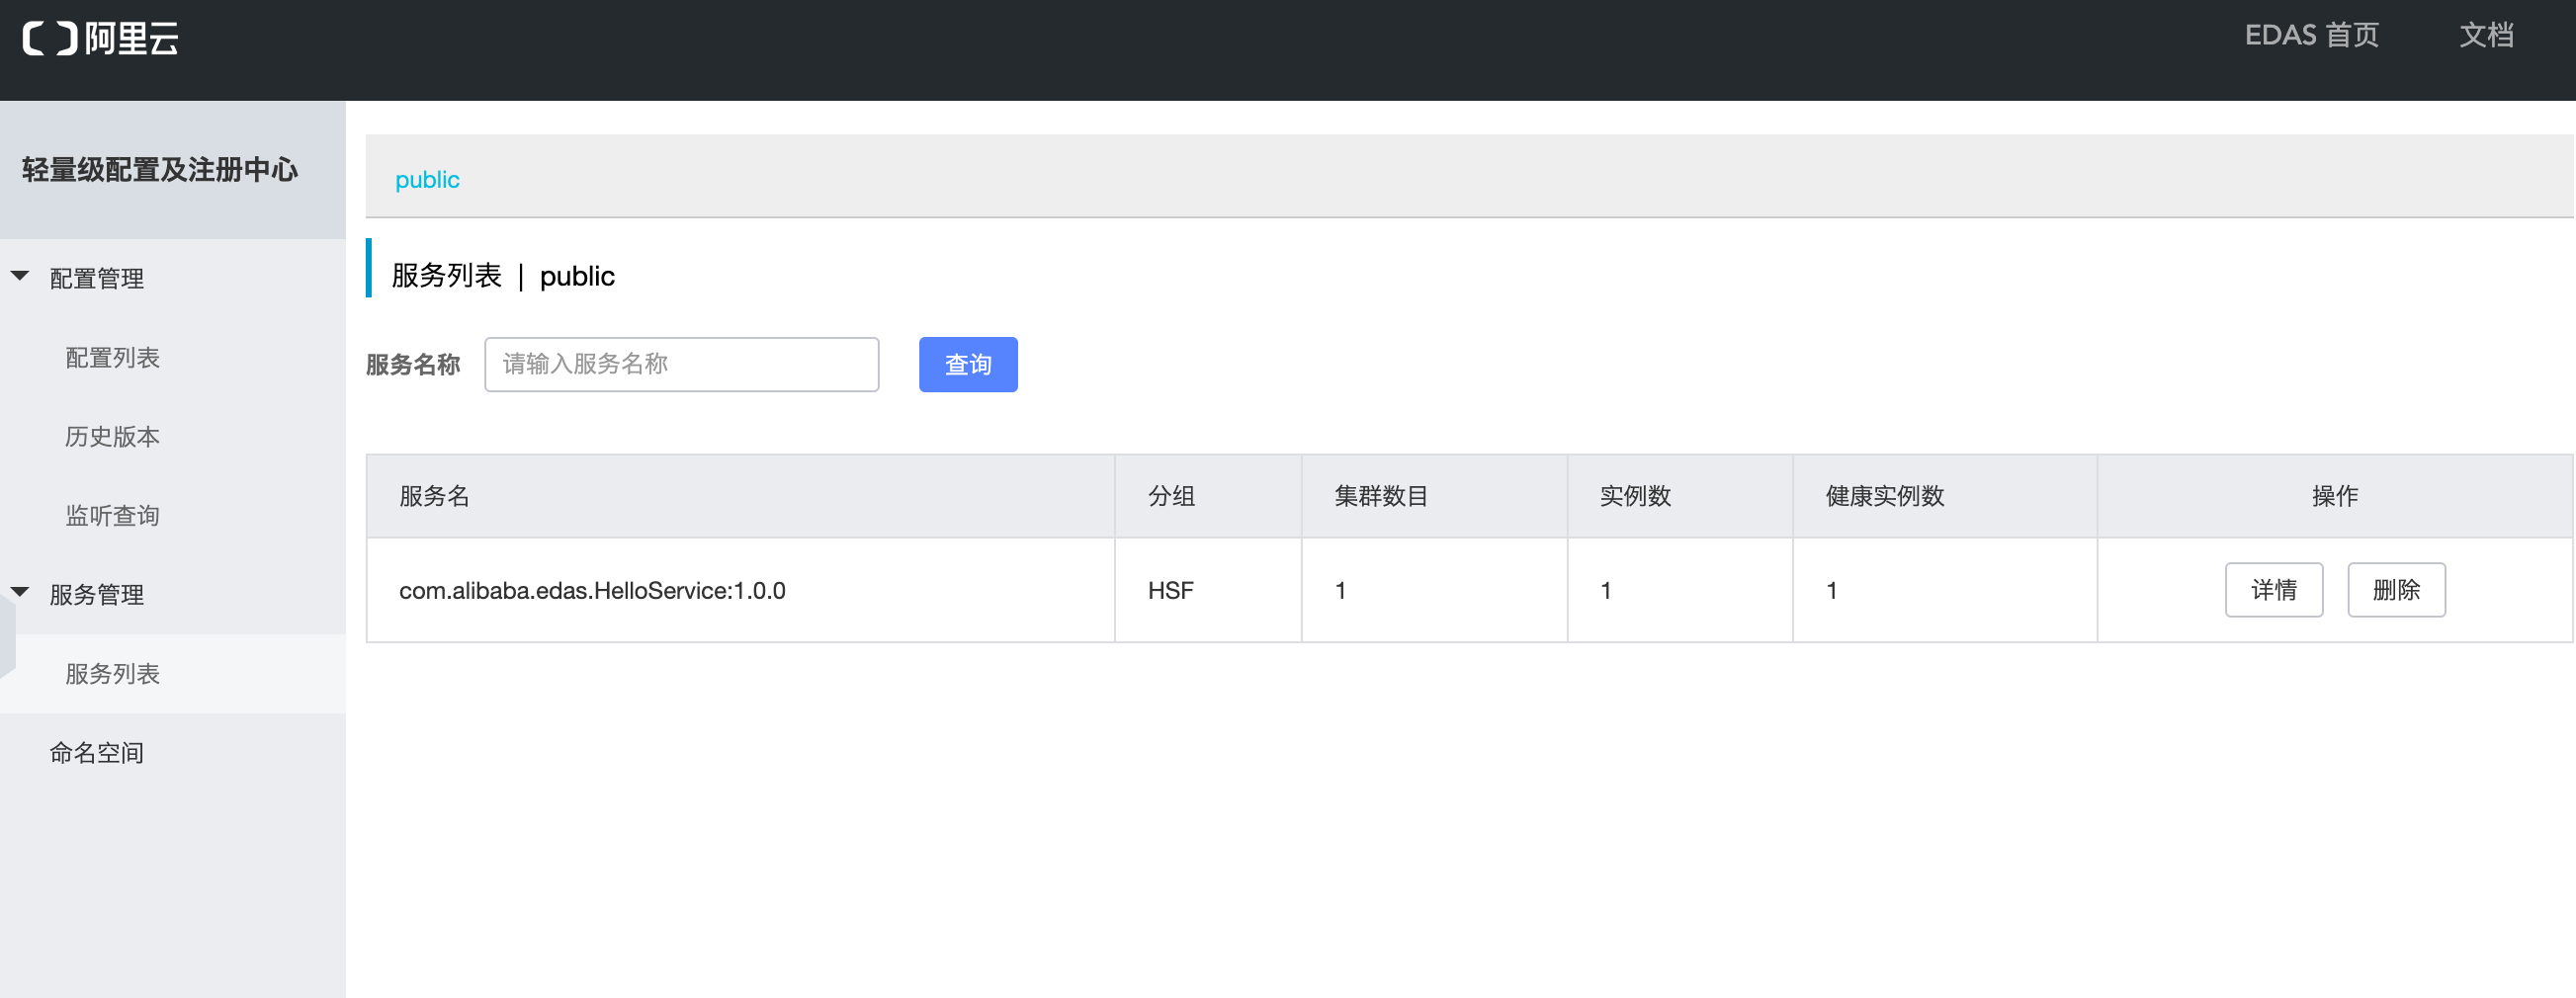 阿里云
EDAS 首页 文档
轻量级配置及注册中心
配置管理
配置列表
历史版本
监听查询
服务管理
服务列表
命名空间
public
服务列表 | public
服务名称 请输入服务名称 查询
服务名 分组 集群数目 实例数 健康实例数 操作
com.alibaba.edas.HelloService:1.0.0 HSF 1 1 1 详情 删除